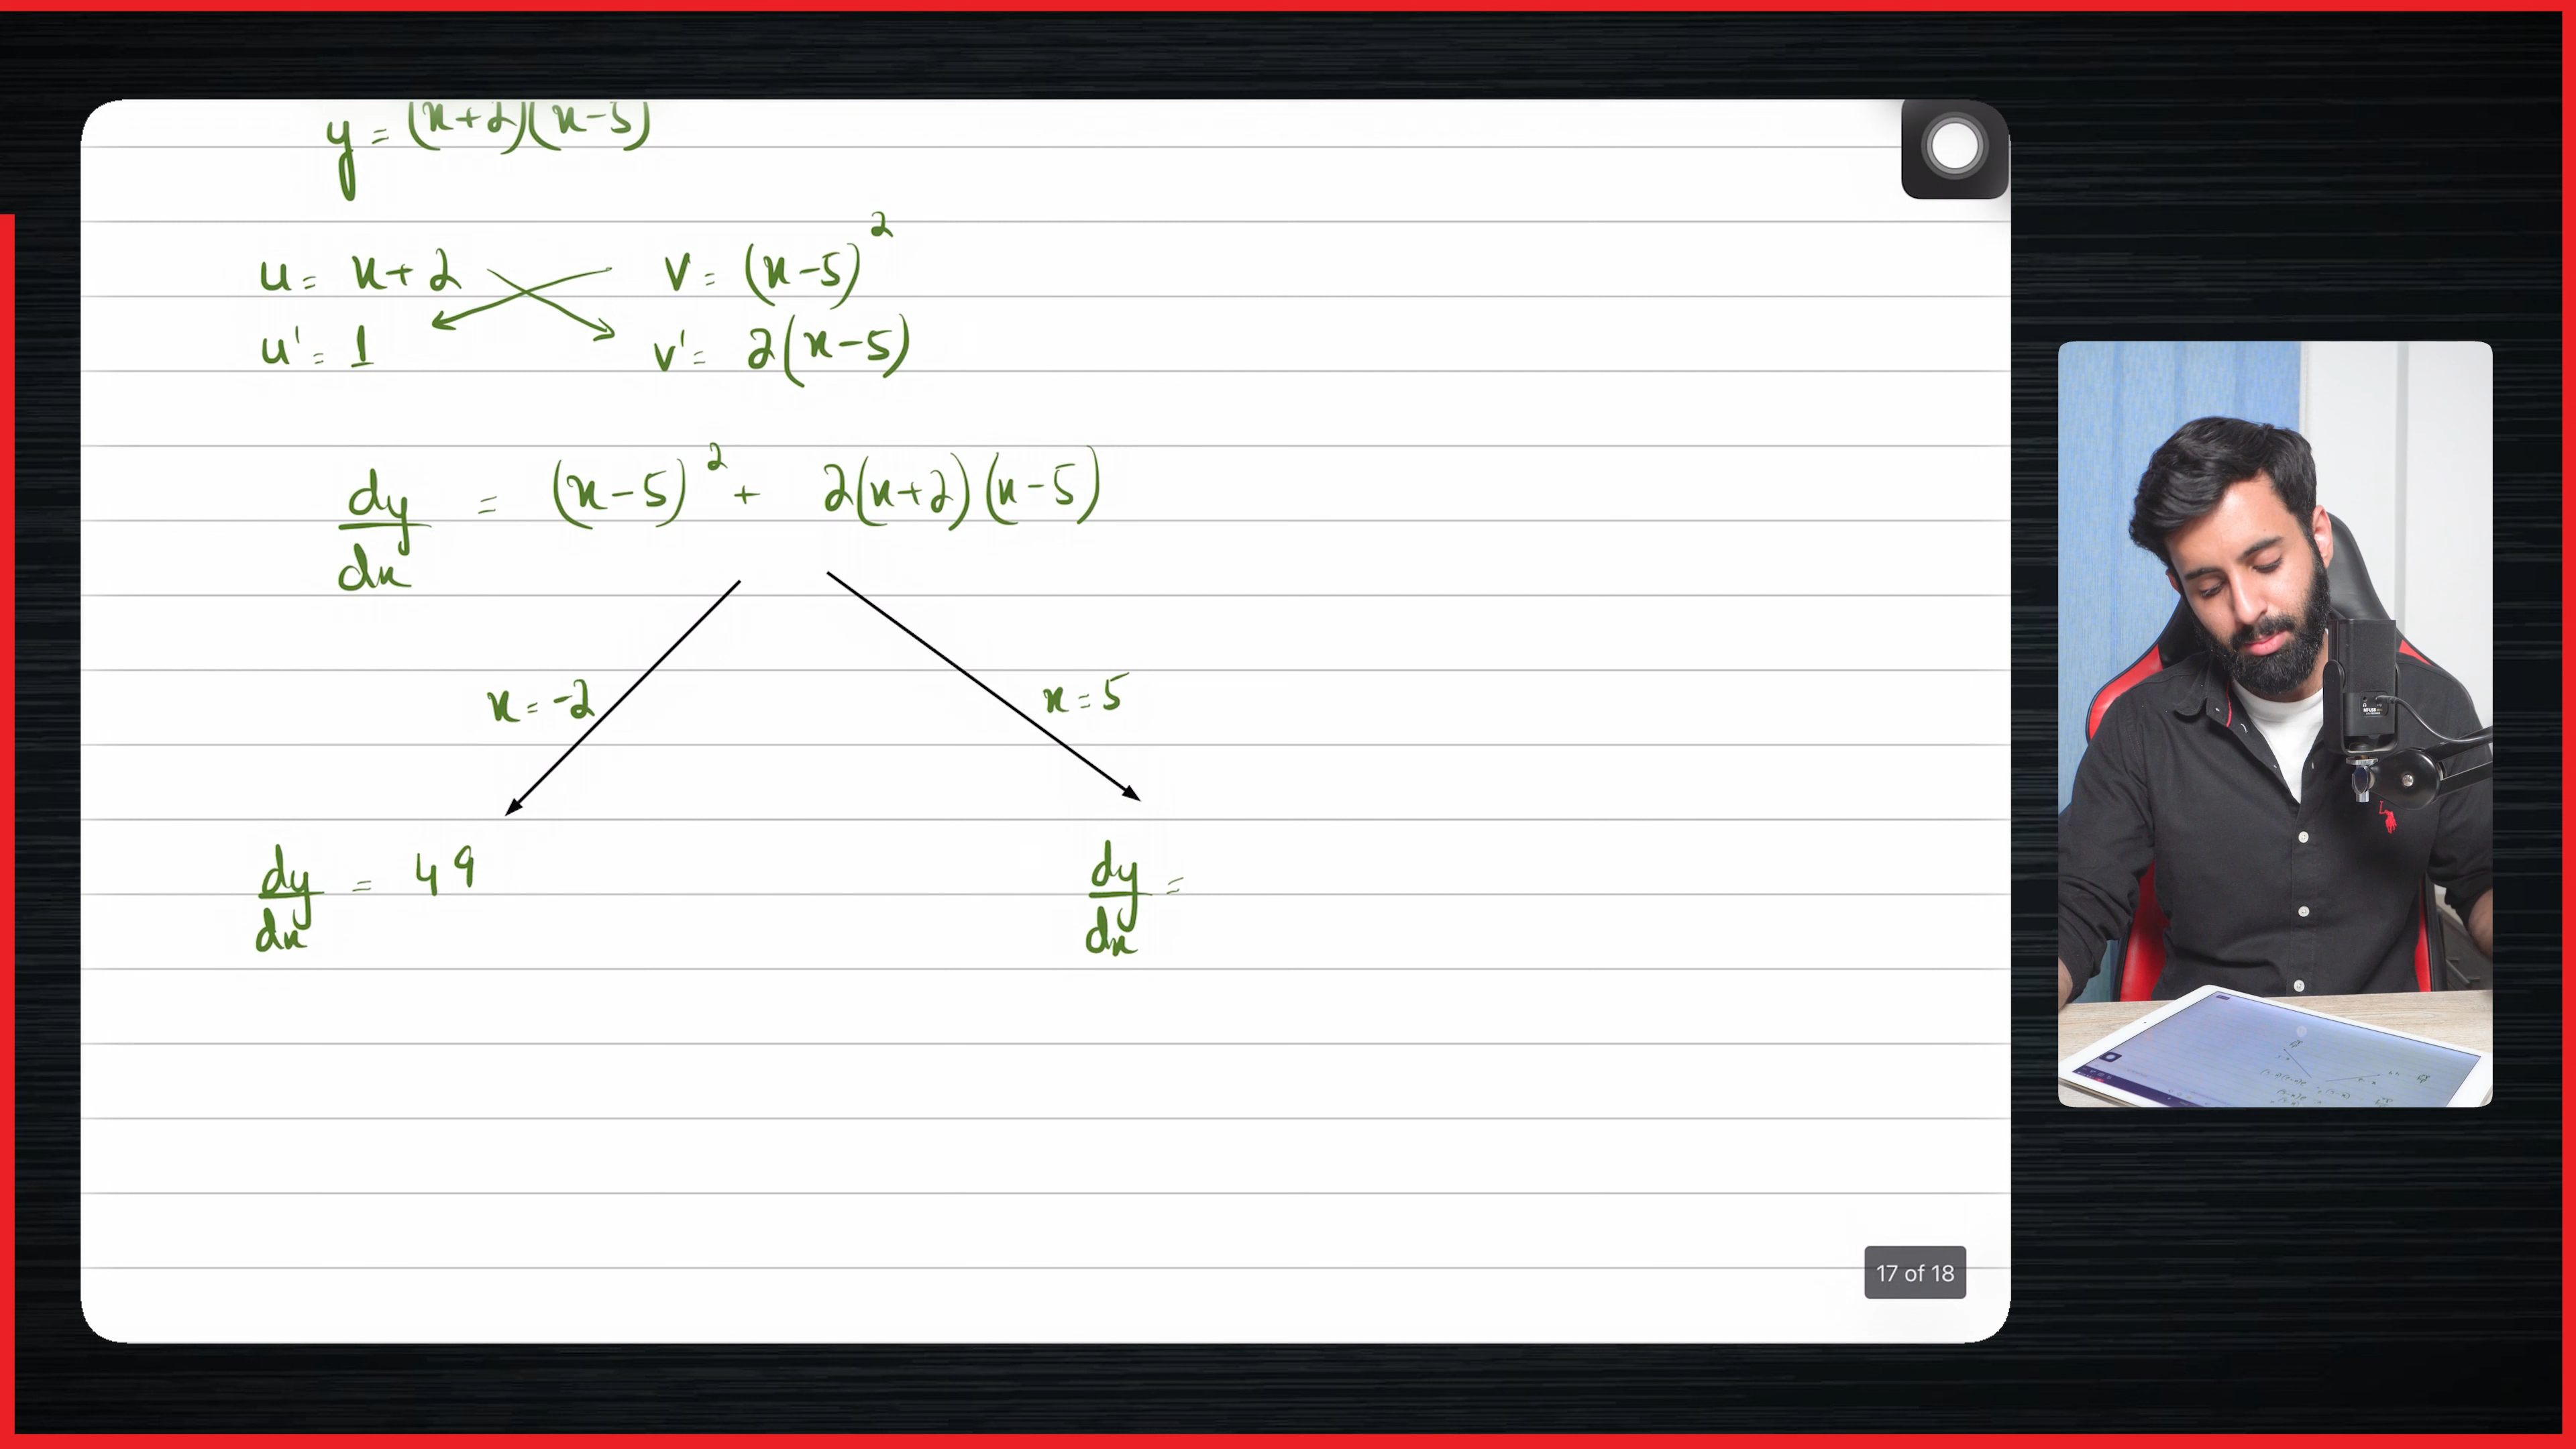 y = (x+2)(x-5)
u = x+2 v = (x-5)²
u' = 1 v' = 2(x-5)
dy/dx = (x-5)² + 2(x+2)(x-5)
x = -2 x = 5
dy/dx = 49 dy/dx =
17 of 18